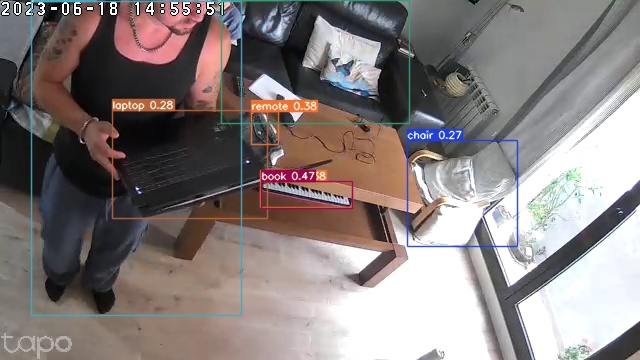 2023-06-18 14:55:51
laptop 0.28
remote 0.38
chair 0.27
book 0.47
tapo